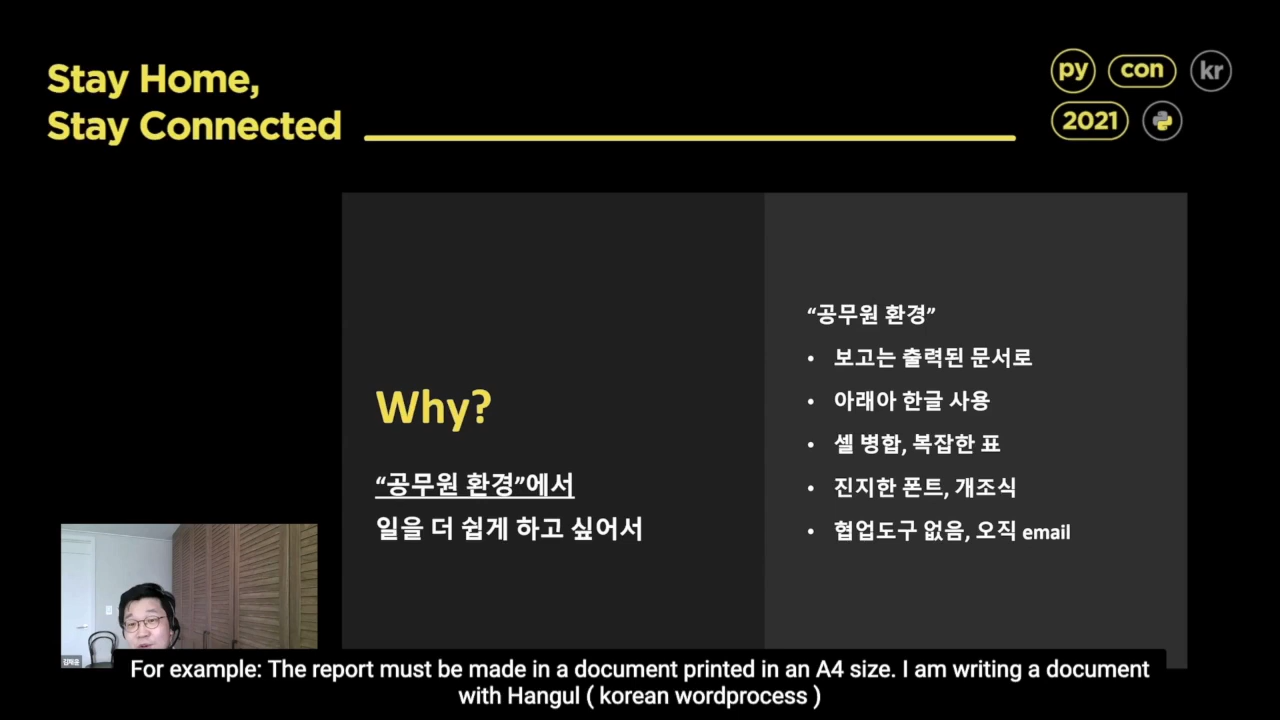 Stay Home,
Stay Connected
py con kr
2021
Why?
“공무원 환경”에서
일을 더 쉽게 하고 싶어서
“공무원 환경”
• 보고는 출력된 문서로
• 아래아 한글 사용
• 셀 병합, 복잡한 표
• 진지한 폰트, 개조식
• 협업도구 없음, 오직 email
For example: The report must be made in a document printed in an A4 size. I am writing a document
with Hangul ( korean wordprocess )